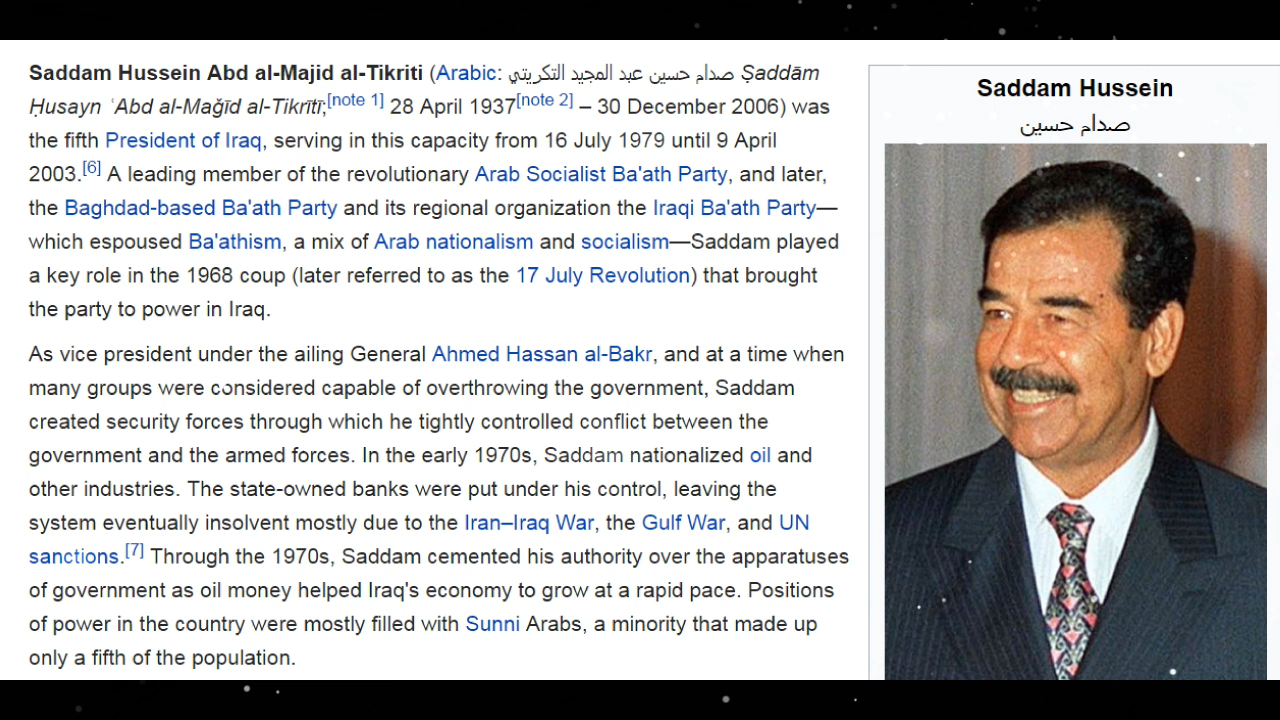 Saddam Hussein Abd al-Majid al-Tikriti (Arabic: صدام حسين عبد المجيد التكريتي Ṣaddām
Ḥusayn ʿAbd al-Maǧīd al-Tikrītī;[note 1] 28 April 1937[note 2] – 30 December 2006) was
the fifth President of Iraq, serving in this capacity from 16 July 1979 until 9 April
2003.[6] A leading member of the revolutionary Arab Socialist Ba'ath Party, and later,
the Baghdad-based Ba'ath Party and its regional organization the Iraqi Ba'ath Party—
which espoused Ba'athism, a mix of Arab nationalism and socialism—Saddam played
a key role in the 1968 coup (later referred to as the 17 July Revolution) that brought
the party to power in Iraq.
As vice president under the ailing General Ahmed Hassan al-Bakr, and at a time when
many groups were considered capable of overthrowing the government, Saddam
created security forces through which he tightly controlled conflict between the
government and the armed forces. In the early 1970s, Saddam nationalized oil and
other industries. The state-owned banks were put under his control, leaving the
system eventually insolvent mostly due to the Iran–Iraq War, the Gulf War, and UN
sanctions.[7] Through the 1970s, Saddam cemented his authority over the apparatuses
of government as oil money helped Iraq's economy to grow at a rapid pace. Positions
of power in the country were mostly filled with Sunni Arabs, a minority that made up
only a fifth of the population.
Saddam Hussein
صدام حسين